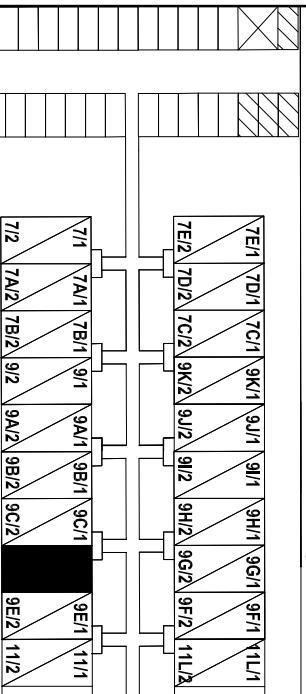 7/2 7/1 7E/2 7E/1
7A/2 7A/1 7D/2 7D/1
7B/2 7B/1 7C/2 7C/1
9/2 9/1 9K/2 9K/1
9A/2 9A/1 9J/2 9J/1
9B/2 9B/1 9I/2 9I/1
9C/2 9C/1 9H/2 9H/1
9G/2 9G/1
9E/2 9E/1 9F/2 9F/1
11/2 11/1 11L/2 11L/1